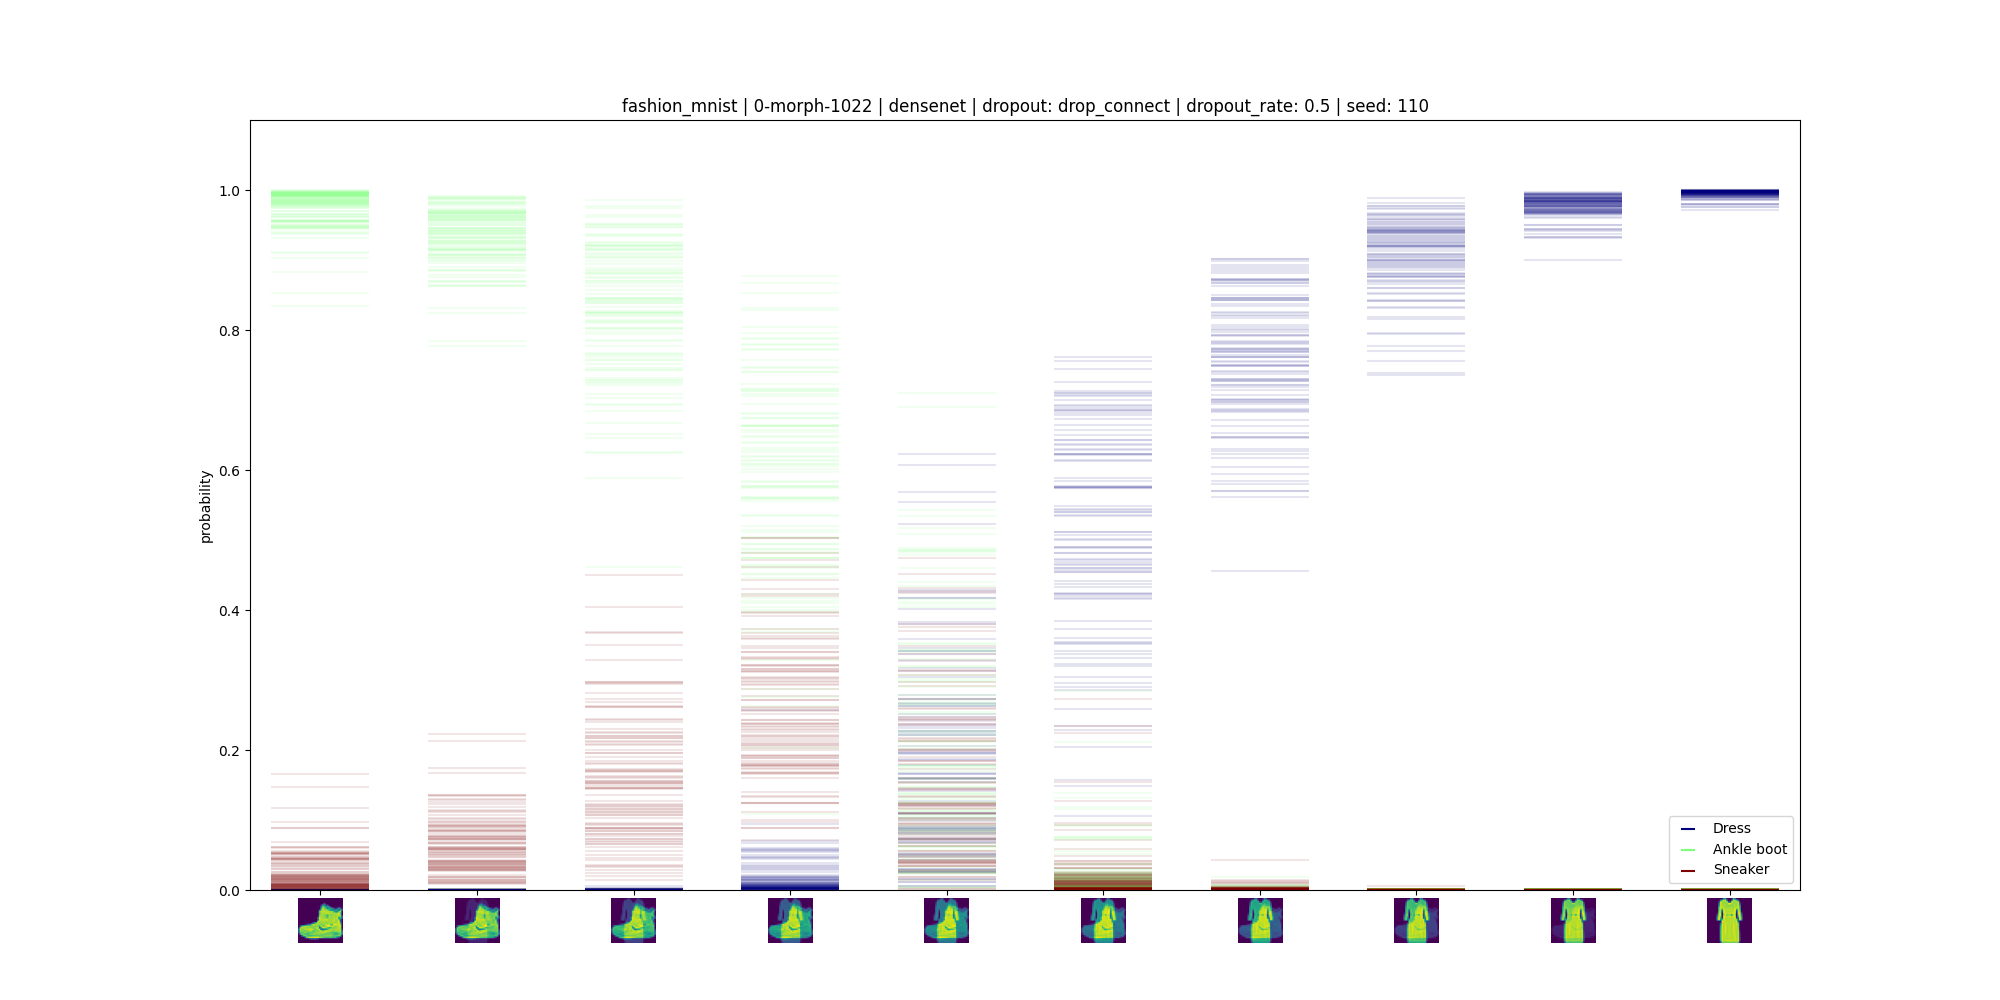 fashion_mnist | 0-morph-1022 | densenet | dropout: drop_connect | dropout_rate: 0.5 | seed: 110
1.0
0.8
0.6
0.4
0.2
0.0
probability
Dress
Ankle boot
Sneaker